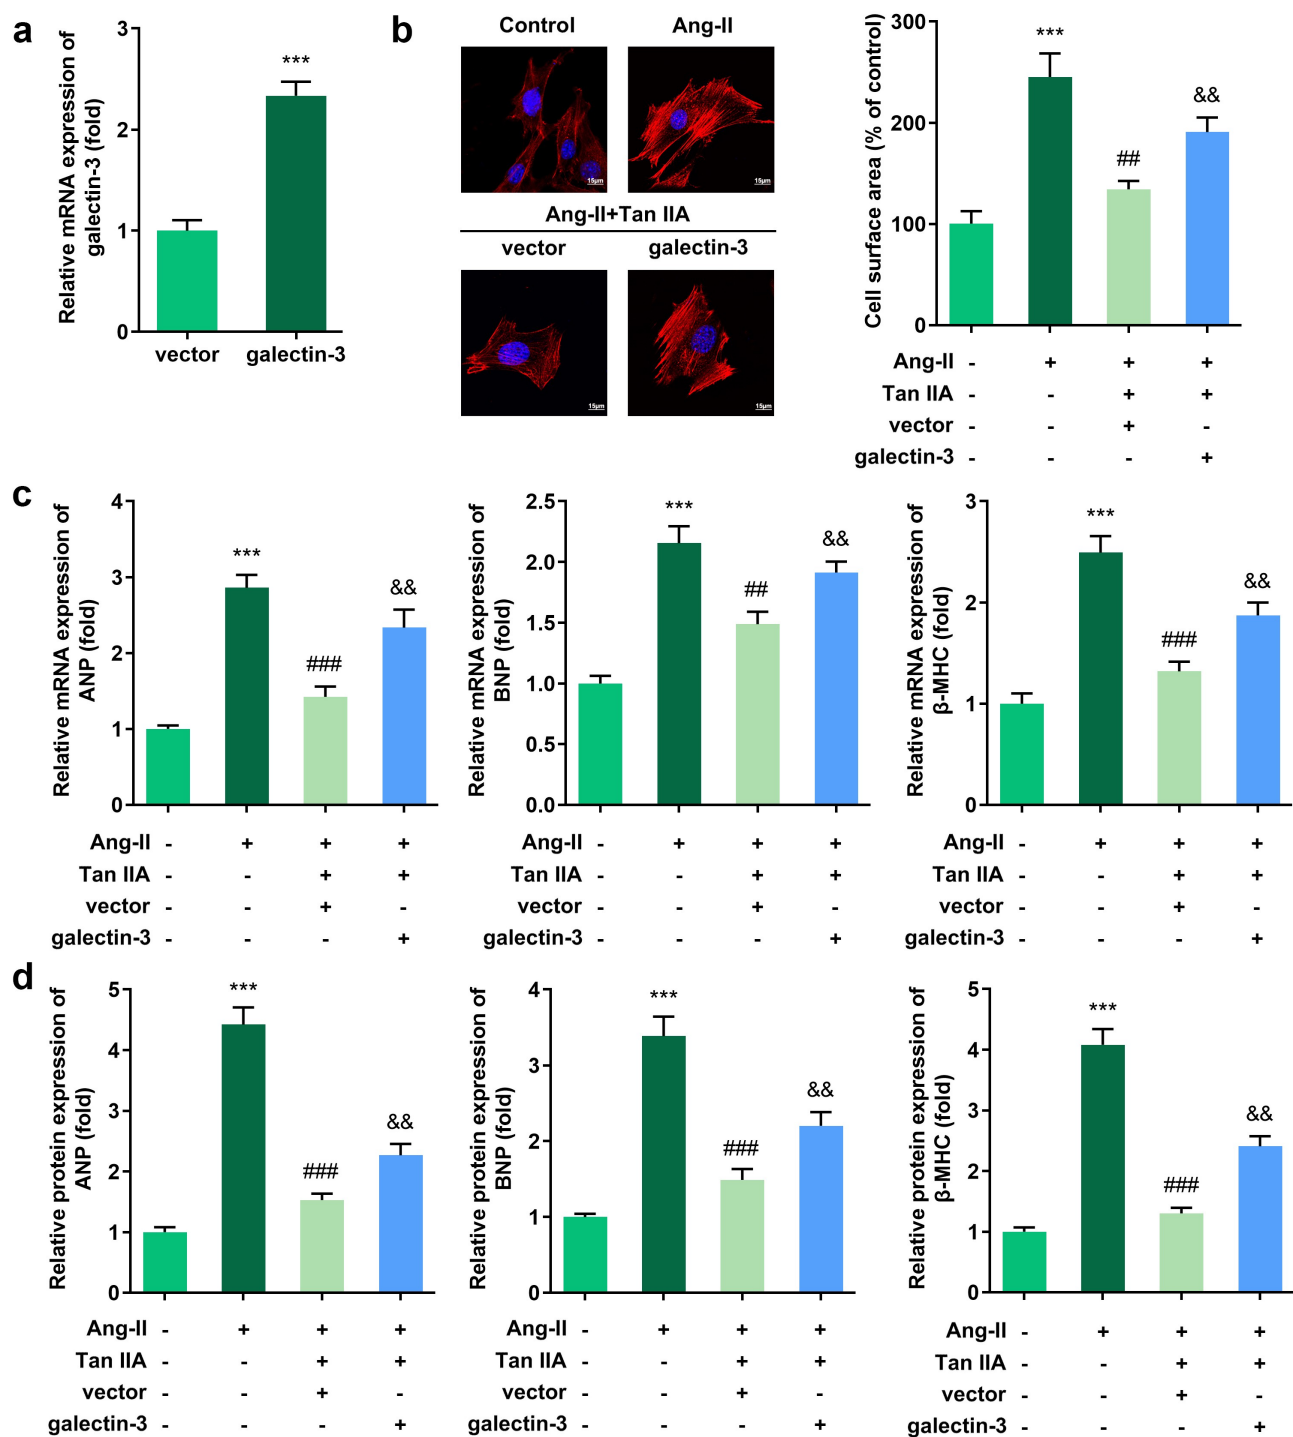 a
Relative mRNA expression of
galectin-3 (fold)
3
2
1
0
***
vector galectin-3
b
Control Ang-II
15µm 15µm
Ang-II+Tan IIA
vector galectin-3
15µm 15µm
Cell surface area (% of control)
300
200
100
0
*** ## &&
Ang-II - + + +
Tan IIA - - + +
vector - - + -
galectin-3 - - - +
c
Relative mRNA expression of
ANP (fold)
4
3
2
1
0
*** ### &&
Ang-II - + + +
Tan IIA - - + +
vector - - + -
galectin-3 - - - +
Relative mRNA expression of
BNP (fold)
2.5
2.0
1.5
1.0
0.5
0.0
*** ## &&
Ang-II - + + +
Tan IIA - - + +
vector - - + -
galectin-3 - - - +
Relative mRNA expression of
β-MHC (fold)
3
2
1
0
*** ### &&
Ang-II - + + +
Tan IIA - - + +
vector - - + -
galectin-3 - - - +
d
Relative protein expression of
ANP (fold)
5
4
3
2
1
0
*** ### &&
Ang-II - + + +
Tan IIA - - + +
vector - - + -
galectin-3 - - - +
Relative protein expression of
BNP (fold)
4
3
2
1
0
*** ### &&
Ang-II - + + +
Tan IIA - - + +
vector - - + -
galectin-3 - - - +
Relative protein expression of
β-MHC (fold)
5
4
3
2
1
0
*** ### &&
Ang-II - + + +
Tan IIA - - + +
vector - - + -
galectin-3 - - - +